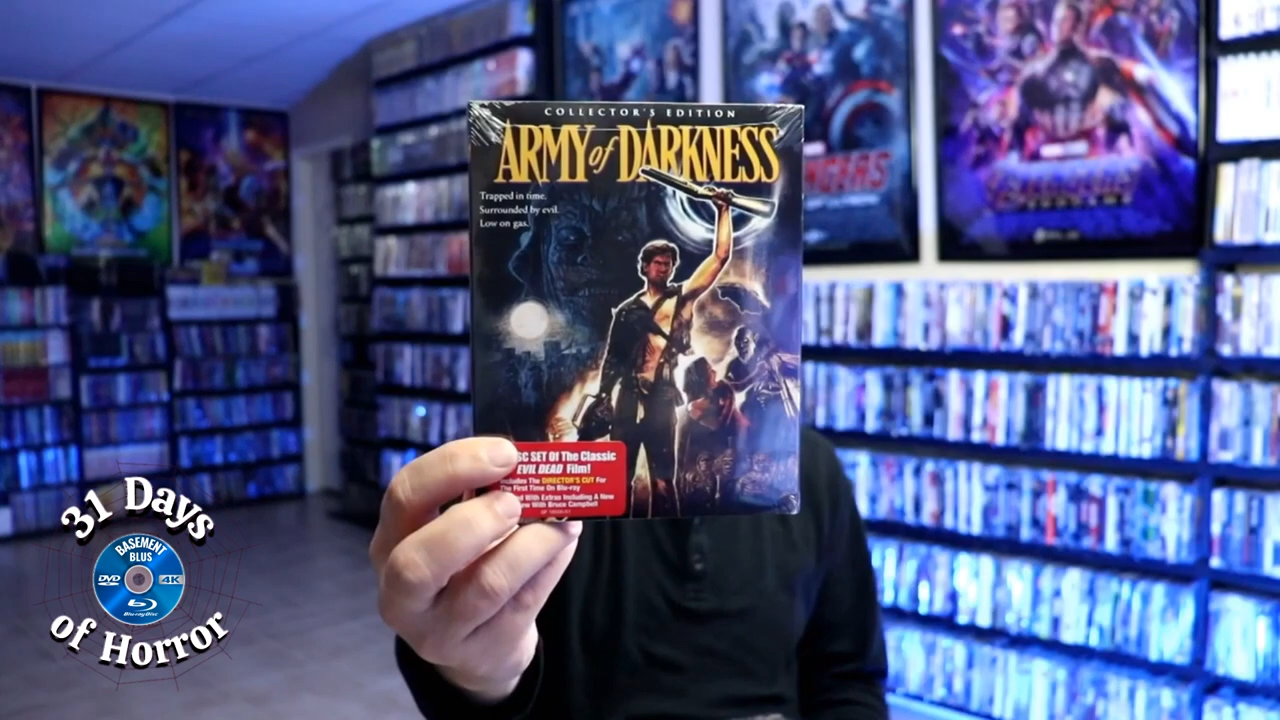 COLLECTOR'S EDITION
ARMY of DARKNESS
Trapped in time.
Surrounded by evil.
Low on gas.
SET Of The Classic
EVIL DEAD Film!
Includes The DIRECTOR'S CUT For
The First Time On Blu-ray
With Extras Including A New
With Bruce Campbell
31 Days
BASEMENT
BLUS
DVD 4K
Blu-ray Disc
of Horror